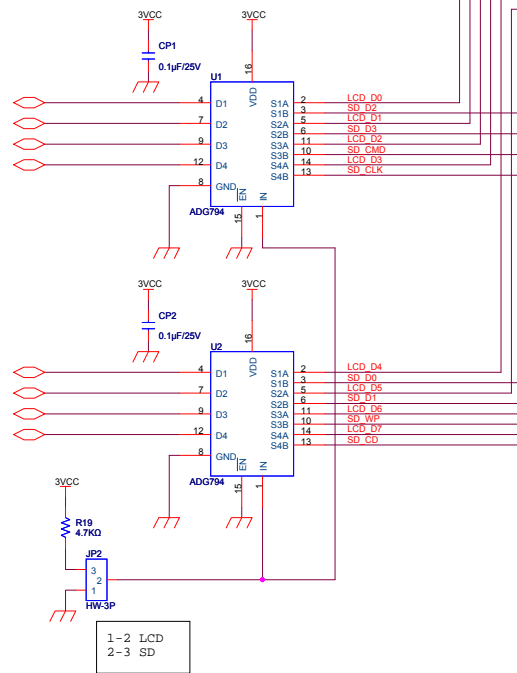 3VCC 3VCC
CP1
0.1µF/25V
16
U1
VDD
4 D1 S1A 2 LCD_D0
S1B 3 SD_D2
7 D2 S2A 5 LCD_D1
S2B 6 SD_D3
9 D3 S3A 11 LCD_D2
S3B 10 SD_CMD
12 D4 S4A 14 LCD_D3
S4B 13 SD_CLK
8 GND EN IN
ADG794 15 1
3VCC 3VCC
CP2
0.1µF/25V
16
U2
VDD
4 D1 S1A 2 LCD_D4
S1B 3 SD_D0
7 D2 S2A 5 LCD_D5
S2B 6 SD_D1
9 D3 S3A 11 LCD_D6
S3B 10 SD_WP
12 D4 S4A 14 LCD_D7
S4B 13 SD_CD
8 GND EN IN
ADG794 15 1
3VCC
R19
4.7KΩ
JP2
3
2
1
HW-3P
1-2 LCD
2-3 SD